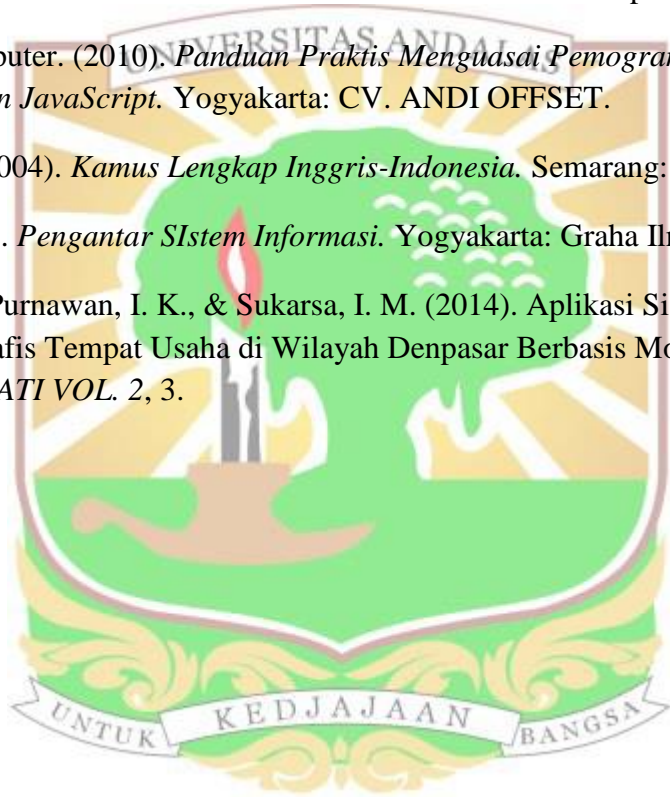 UNIVERSITAS ANDALAS
puter. (2010). Panduan Praktis Menguasai Pemogram
n JavaScript. Yogyakarta: CV. ANDI OFFSET.
004). Kamus Lengkap Inggris-Indonesia. Semarang:
. Pengantar SIstem Informasi. Yogyakarta: Graha Ilm
Purnawan, I. K., & Sukarsa, I. M. (2014). Aplikasi Si
afis Tempat Usaha di Wilayah Denpasar Berbasis Mo
ATI VOL. 2, 3.
UNTUK KEDJAJAAN BANGSA